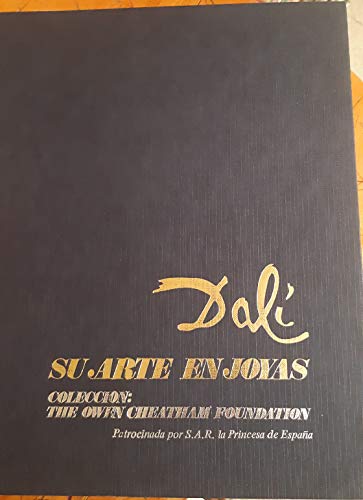 Dalí
SU ARTE EN JOYAS
COLECCION:
THE OWEN CHEATHAM FOUNDATION
Patrocinada por S.A.R. la Princesa de España